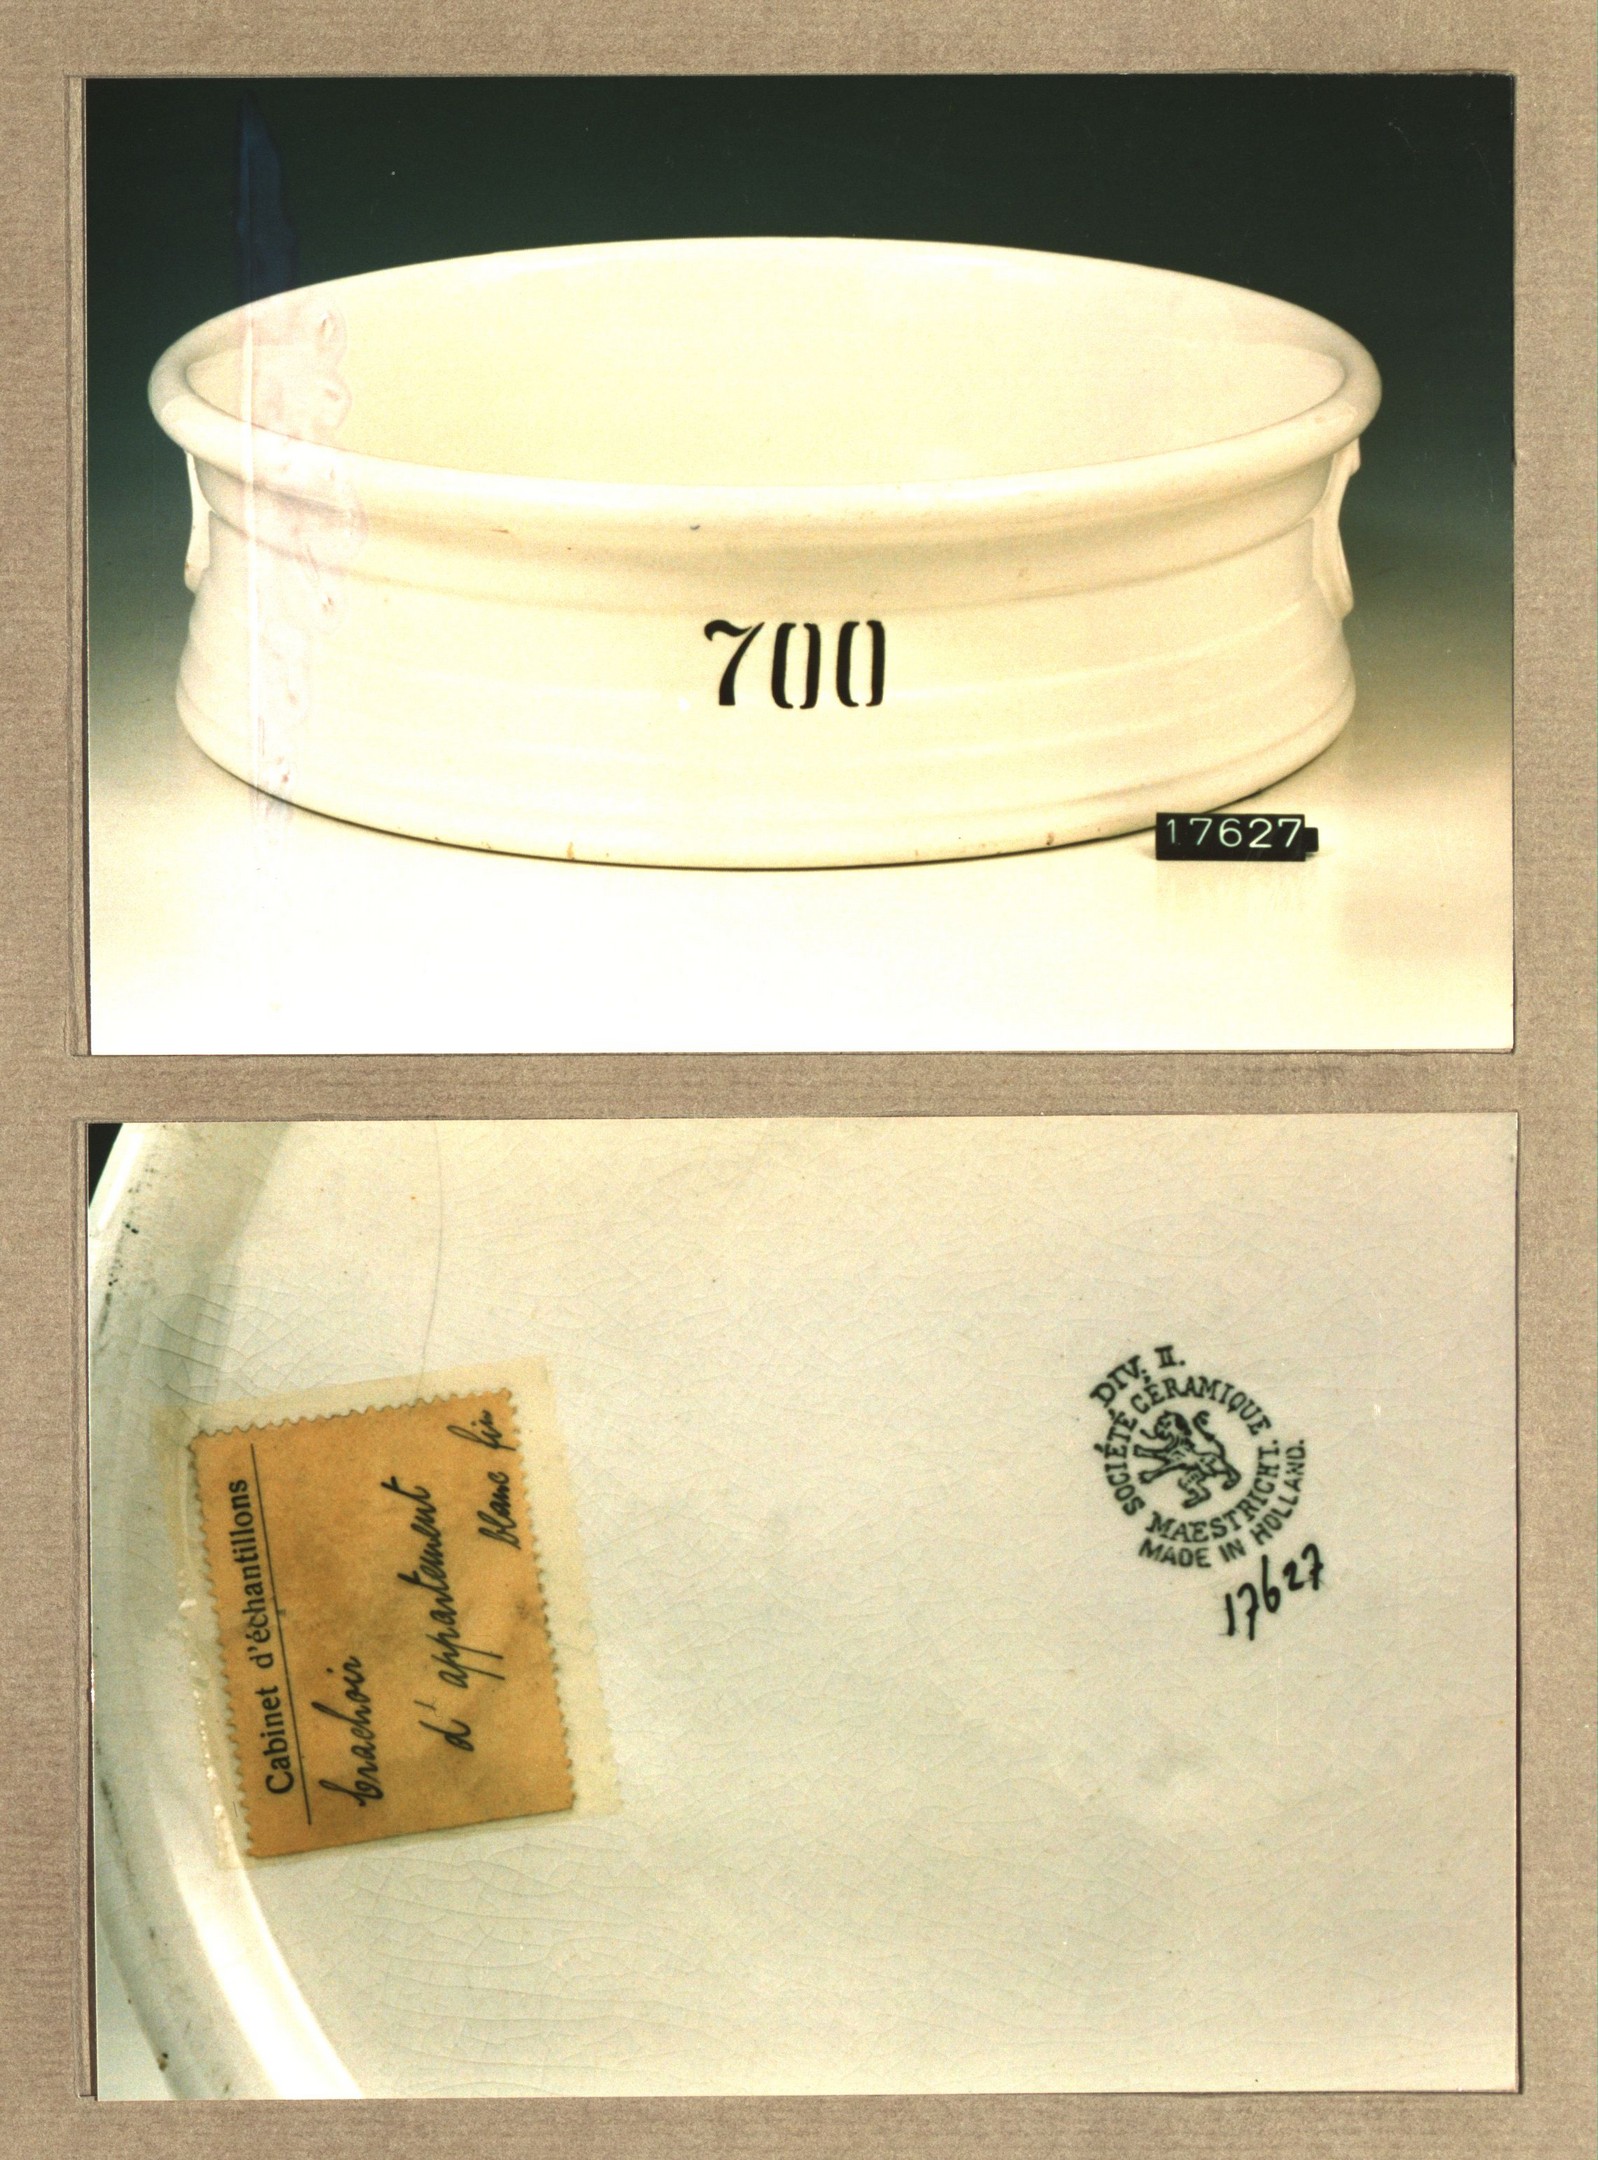 700
17627
Cabinet d'échantillons
crachoir
d'appartement
blanc fin
DIV. II.
SOCIÉTÉ CÉRAMIQUE
MAESTRICHT.
MADE IN HOLLAND.
17627